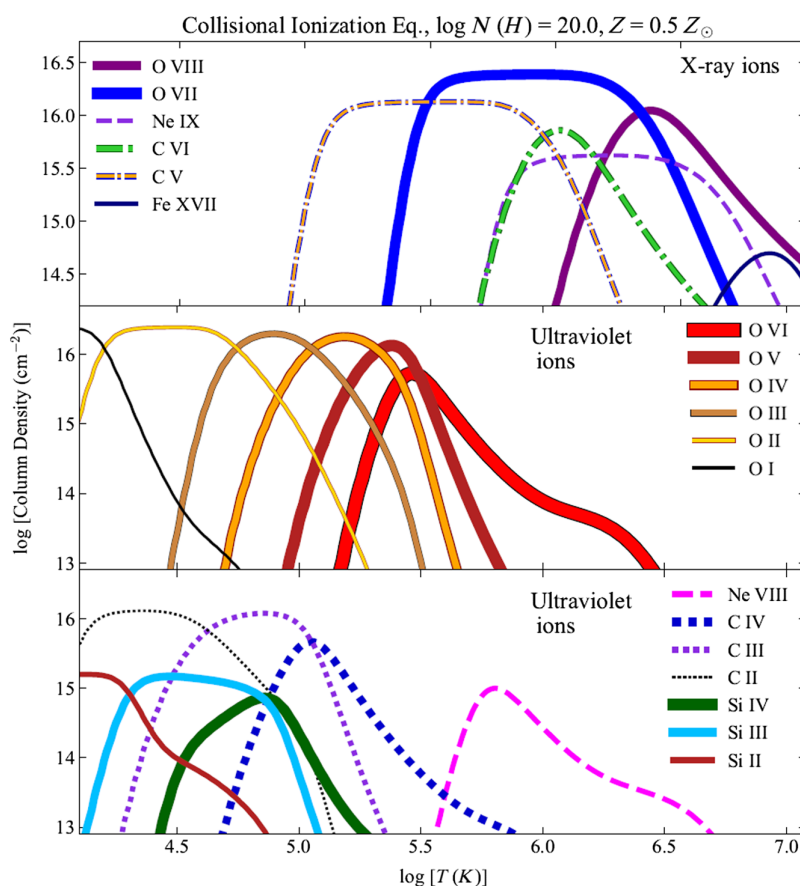 Collisional Ionization Eq., log N (H) = 20.0, Z = 0.5 Z⊙
16.5
16.0
15.5
15.0
14.5
O VIII
O VII
Ne IX
C VI
C V
Fe XVII
X-ray ions
log [Column Density (cm⁻²)]
16
15
14
13
Ultraviolet
ions
O VI
O V
O IV
O III
O II
O I
16
15
14
13
Ultraviolet
ions
Ne VIII
C IV
C III
C II
Si IV
Si III
Si II
4.5 5.0 5.5 6.0 6.5 7.0
log [T (K)]